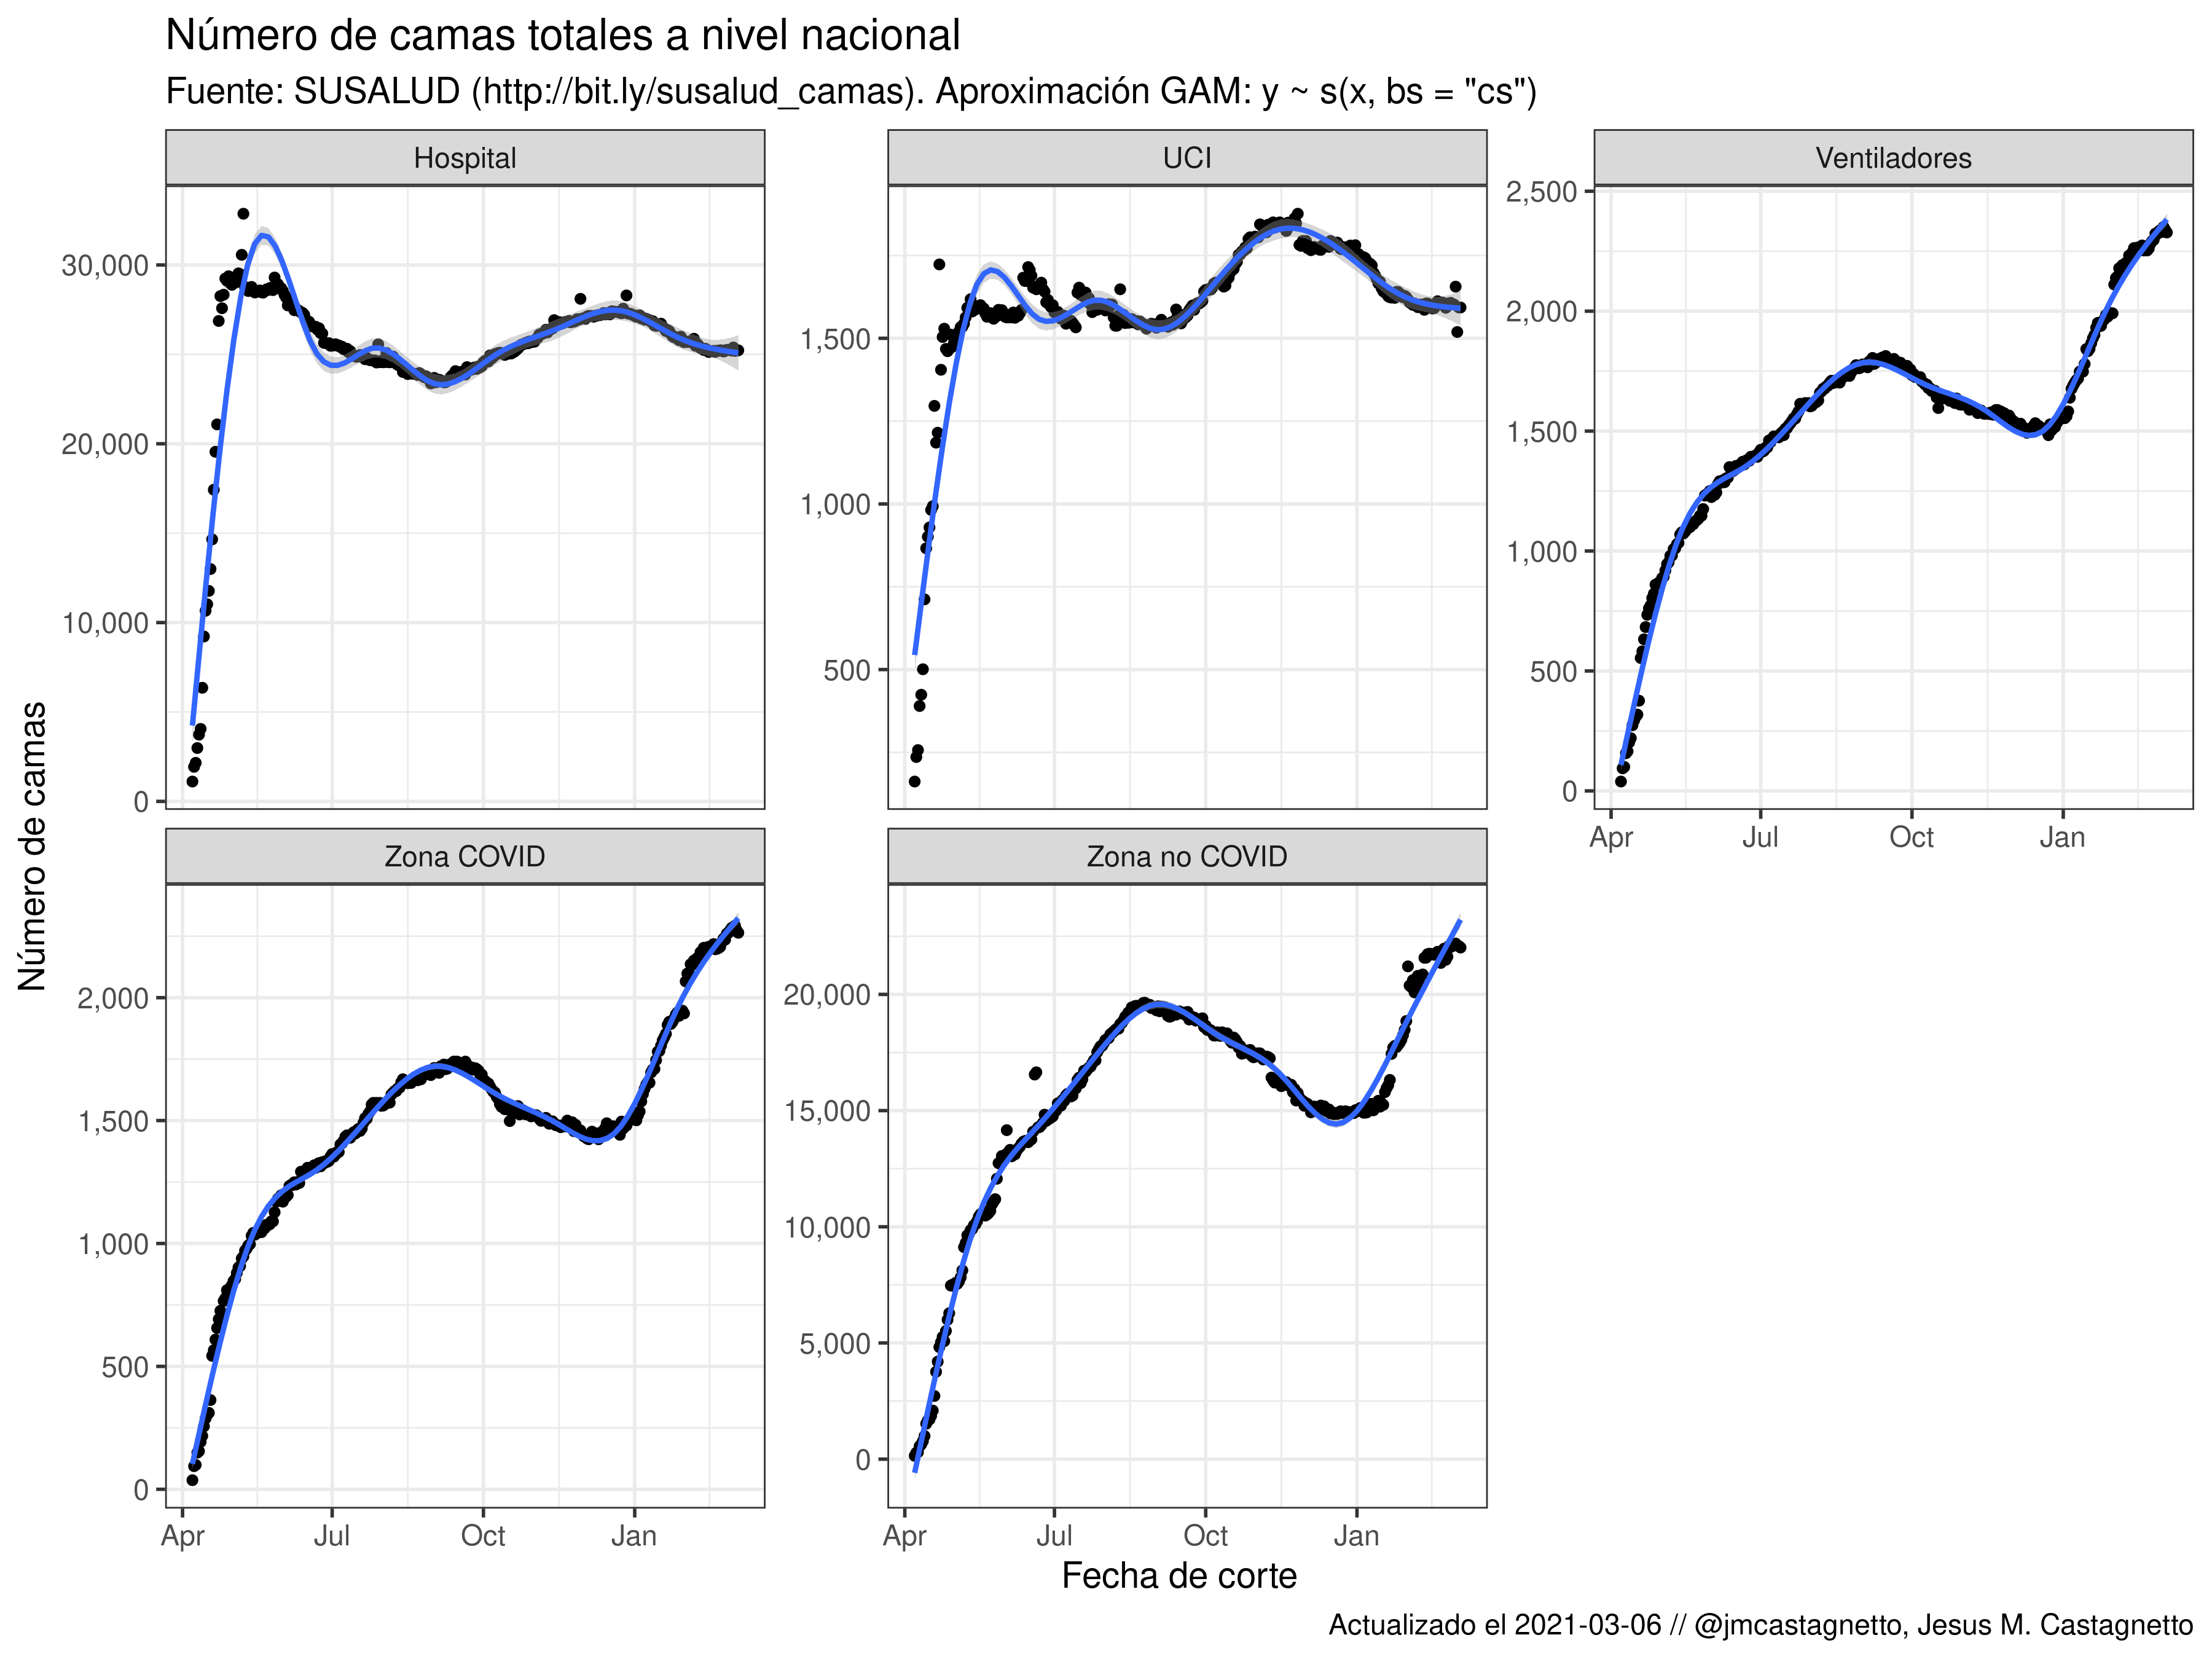 Número de camas totales a nivel nacional
Fuente: SUSALUD (http://bit.ly/susalud_camas). Aproximación GAM: y ~ s(x, bs = "cs")
Hospital
UCI
Ventiladores
30,000
20,000
10,000
0
1,500
1,000
500
2,500
2,000
1,500
1,000
500
0
Apr Jul Oct Jan
Número de camas
Zona COVID
Zona no COVID
2,000
1,500
1,000
500
0
20,000
15,000
10,000
5,000
0
Apr Jul Oct Jan
Apr Jul Oct Jan
Fecha de corte
Actualizado el 2021-03-06 // @jmcastagnetto, Jesus M. Castagnetto